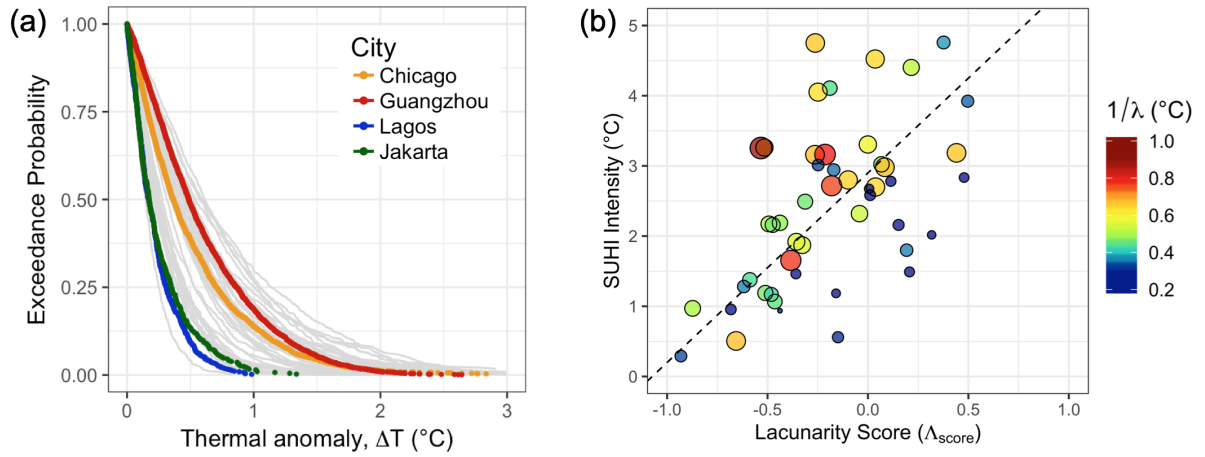 (a)
1.00
0.75
0.50
0.25
0.00
Exceedance Probability
City
Chicago
Guangzhou
Lagos
Jakarta
0
1
2
3
Thermal anomaly, ΔT (°C)
(b)
5
4
3
2
1
0
SUHI Intensity (°C)
-1.0
-0.5
0.0
0.5
1.0
Lacunarity Score (Λscore)
1/λ (°C)
1.0
0.8
0.6
0.4
0.2